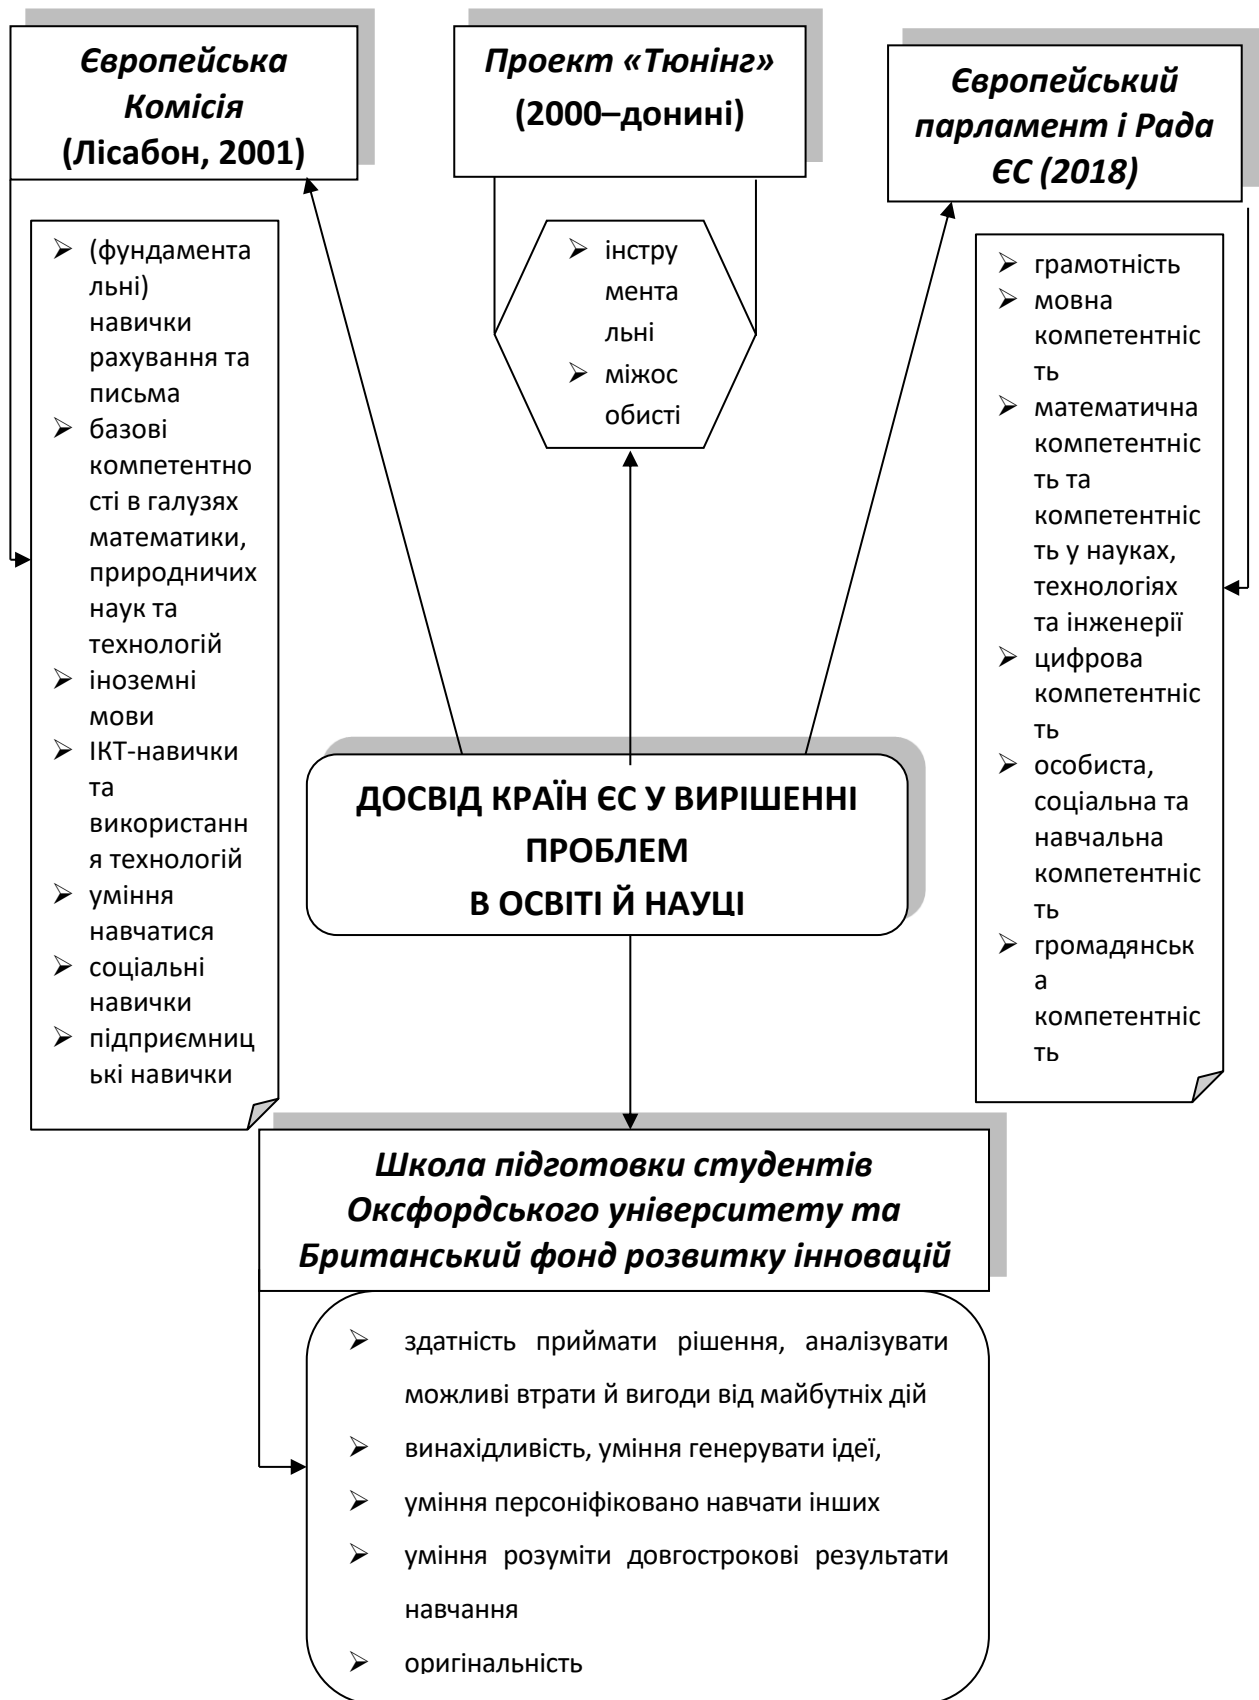 Європейська
Комісія
(Лісабон, 2001)
Проект «Тюнінг»
(2000–донині)
Європейський
парламент і Рада
ЄС (2018)
➢ (фундамента
льні)
навички
рахування та
письма
➢ базові
компетентно
сті в галузях
математики,
природничих
наук та
технологій
➢ іноземні
мови
➢ ІКТ-навички
та
використанн
я технологій
➢ уміння
навчатися
➢ соціальні
навички
➢ підприємниц
ькі навички
➢ інстру
мента
льні
➢ міжос
обисті
➢ грамотність
➢ мовна
компетентніс
ть
➢ математична
компетентніс
ть та
компетентніс
ть у науках,
технологіях
та інженерії
➢ цифрова
компетентніс
ть
➢ особиста,
соціальна та
навчальна
компетентніс
ть
➢ громадянськ
а
компетентніс
ть
ДОСВІД КРАЇН ЄС У ВИРІШЕННІ
ПРОБЛЕМ
В ОСВІТІ Й НАУЦІ
Школа підготовки студентів
Оксфордського університету та
Британський фонд розвитку інновацій
➢ здатність приймати рішення, аналізувати
можливі втрати й вигоди від майбутніх дій
➢ винахідливість, уміння генерувати ідеї,
➢ уміння персоніфіковано навчати інших
➢ уміння розуміти довгострокові результати
навчання
➢ оригінальність